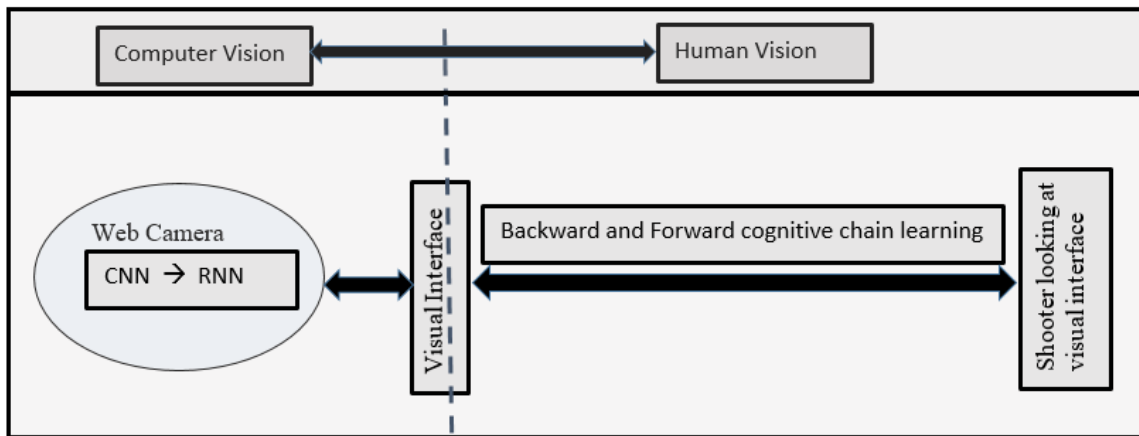 Computer Vision
Human Vision
Web Camera
CNN → RNN
Visual Interface
Backward and Forward cognitive chain learning
Shooter looking at
visual interface